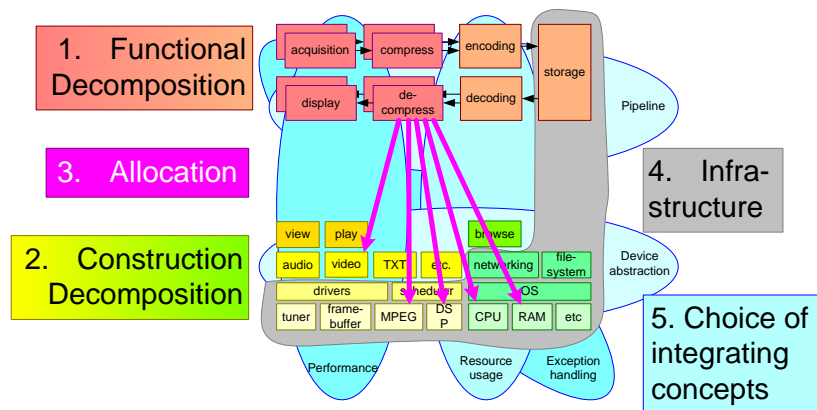 1. Functional
Decomposition
acquisition
compress
encoding
storage
display
de-
compress
decoding
Pipeline
3. Allocation
4. Infra-
structure
view
play
browse
2. Construction
Decomposition
audio
video
TXT
etc.
networking
file-
system
Device
abstraction
drivers
scheduler
OS
tuner
frame-
buffer
MPEG
DS
P
CPU
RAM
etc
5. Choice of
integrating
concepts
Performance
Resource
usage
Exception
handling